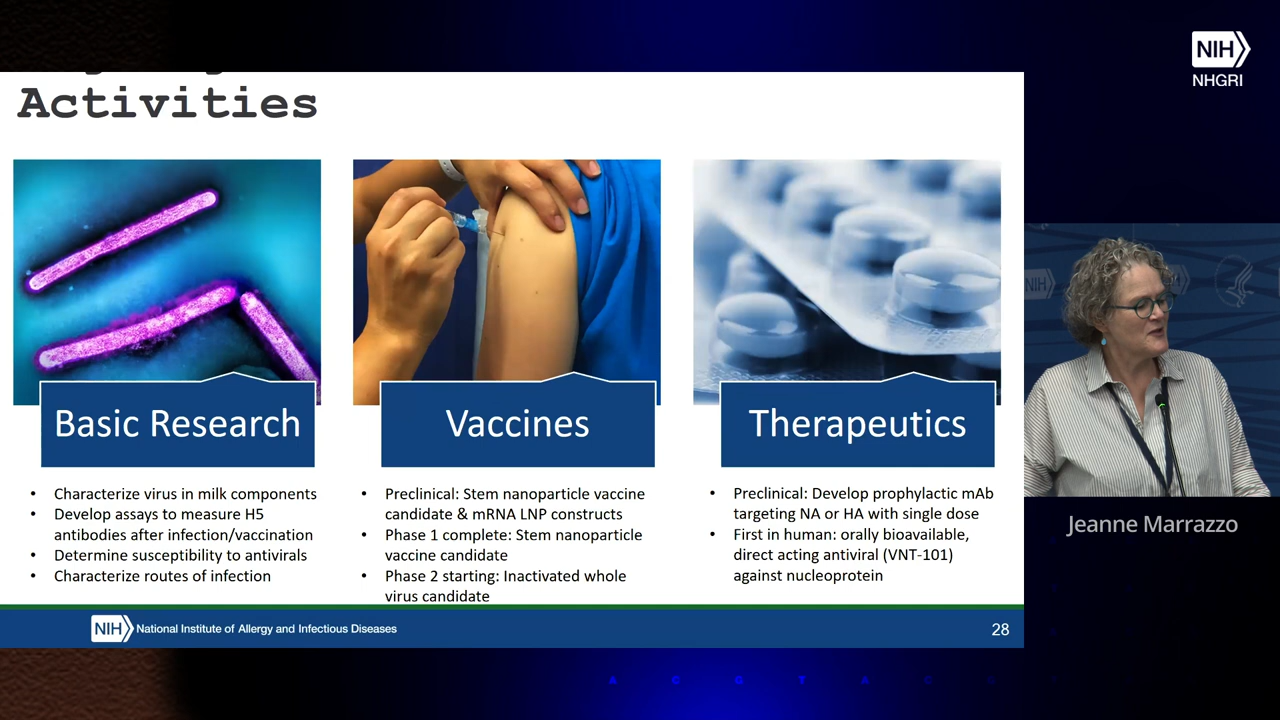 NIH
NHGRI
Activities
Basic Research
• Characterize virus in milk components
• Develop assays to measure H5
antibodies after infection/vaccination
• Determine susceptibility to antivirals
• Characterize routes of infection
Vaccines
• Preclinical: Stem nanoparticle vaccine
candidate & mRNA LNP constructs
• Phase 1 complete: Stem nanoparticle
vaccine candidate
• Phase 2 starting: Inactivated whole
virus candidate
Therapeutics
• Preclinical: Develop prophylactic mAb
targeting NA or HA with single dose
• First in human: orally bioavailable,
direct acting antiviral (VNT-101)
against nucleoprotein
NIH National Institute of Allergy and Infectious Diseases
28
NIH
Jeanne Marrazzo
A C G T A C